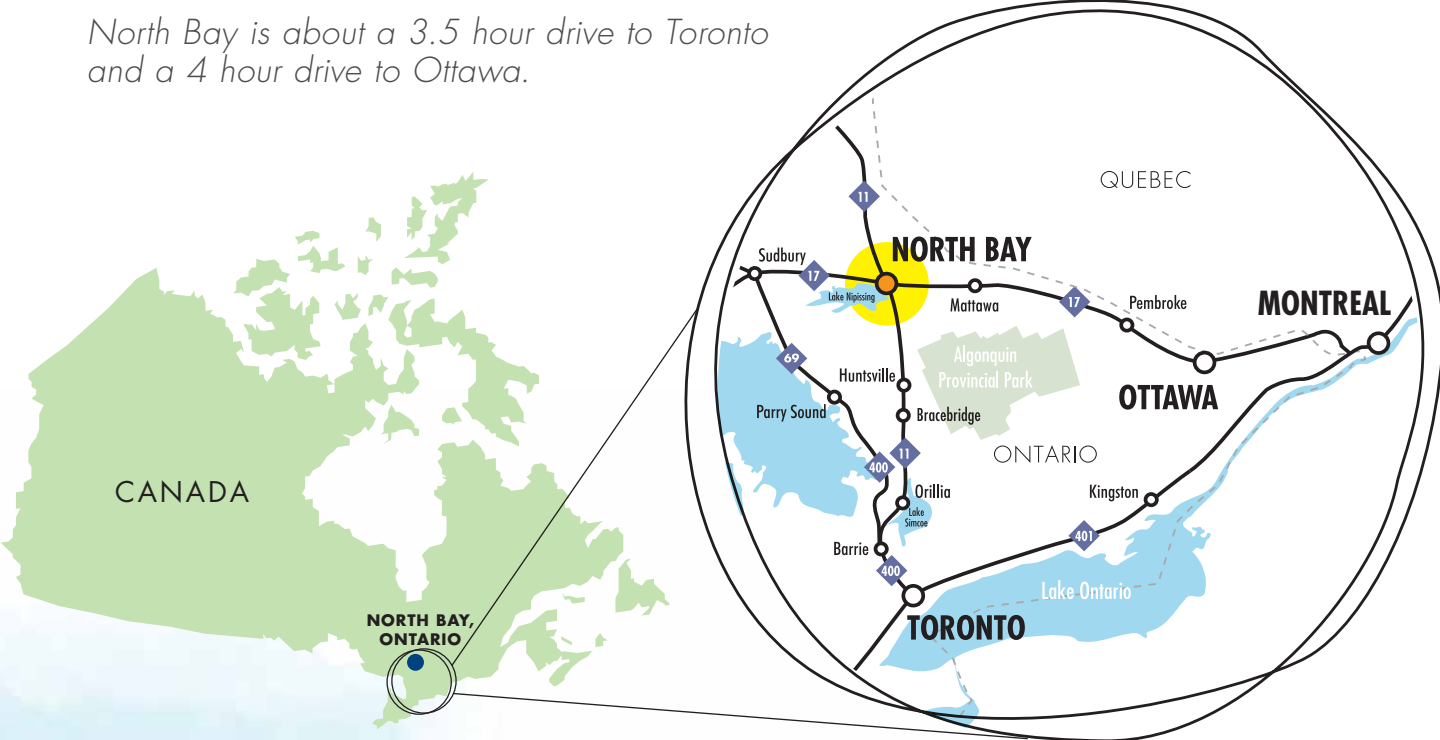 North Bay is about a 3.5 hour drive to Toronto
and a 4 hour drive to Ottawa.
CANADA
NORTH BAY,
ONTARIO
QUEBEC
11
NORTH BAY
Sudbury
17
Lake Nipissing
Mattawa
17
Pembroke
MONTREAL
69
Algonquin
Provincial Park
Huntsville
OTTAWA
Parry Sound
Bracebridge
11
ONTARIO
400
Orillia
Lake
Simcoe
Kingston
Barrie
401
400
Lake Ontario
TORONTO